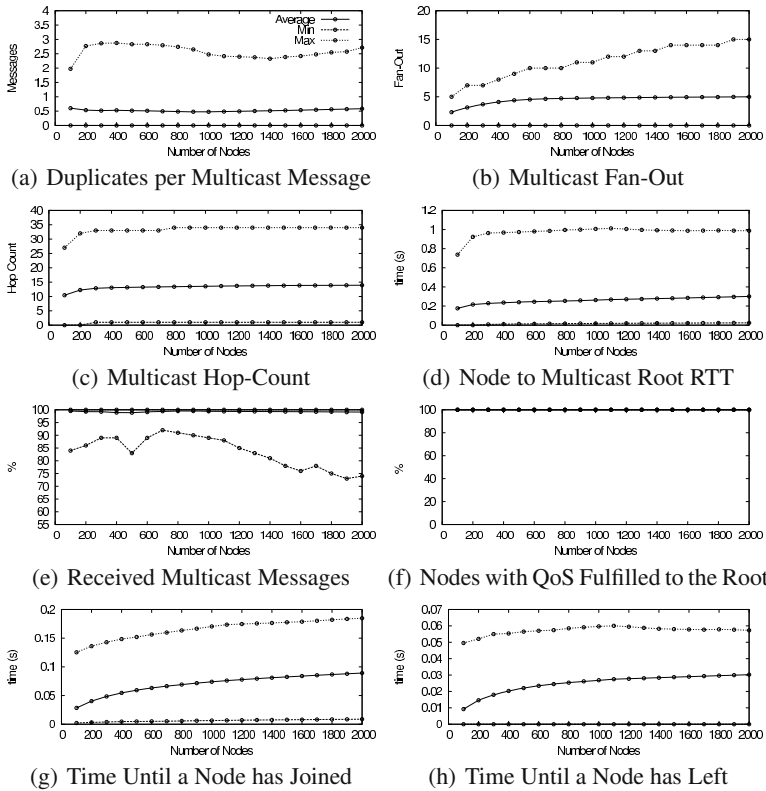 4
3.5
3
2.5
2
1.5
1
0.5
0
Messages
Average
Min
Max
0 200 400 600 800 1000 1200 1400 1600 1800 2000
Number of Nodes
(a) Duplicates per Multicast Message
20
15
10
5
0
Fan-Out
0 200 400 600 800 1000 1200 1400 1600 1800 2000
Number of Nodes
(b) Multicast Fan-Out
40
35
30
25
20
15
10
5
0
Hop Count
0 200 400 600 800 1000 1200 1400 1600 1800 2000
Number of Nodes
(c) Multicast Hop-Count
1.2
1
0.8
0.6
0.4
0.2
0
time (s)
0 200 400 600 800 1000 1200 1400 1600 1800 2000
Number of Nodes
(d) Node to Multicast Root RTT
100
95
90
85
80
75
70
65
60
55
%
0 200 400 600 800 1000 1200 1400 1600 1800 2000
Number of Nodes
(e) Received Multicast Messages
100
80
60
40
20
0
%
0 200 400 600 800 1000 1200 1400 1600 1800 2000
Number of Nodes
(f) Nodes with QoS Fulfilled to the Root
0.2
0.15
0.1
0.05
0
time (s)
0 200 400 600 800 1000 1200 1400 1600 1800 2000
Number of Nodes
(g) Time Until a Node has Joined
0.07
0.06
0.05
0.04
0.03
0.02
0.01
0
time (s)
0 200 400 600 800 1000 1200 1400 1600 1800 2000
Number of Nodes
(h) Time Until a Node has Left